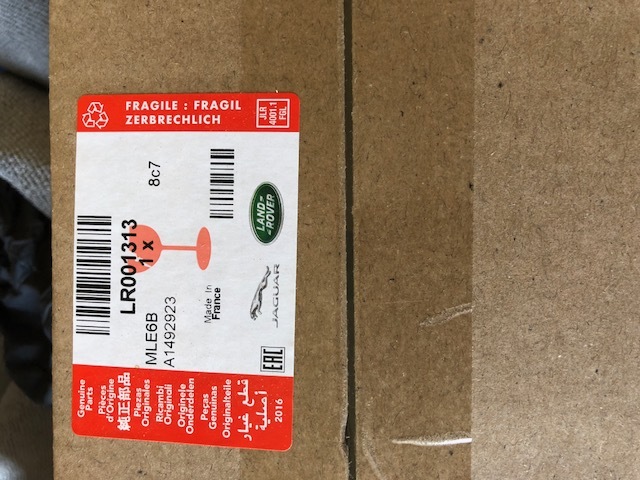 FRAGILE : FRAGIL
ZERBRECHLICH
JLR
4001.1
FGL
LR001313
1 x
8c7
MLE6B
A1492923
Made In
France
LAND-
ROVER
JAGUAR
EAC
Genuine
Parts
Pièces
d'Origine
純正部品
Piezas
Originales
Ricambi
Originali
Originele
Onderdelen
Peças
Genuínas
Originalteile
قطع غيار
أصلية
2016